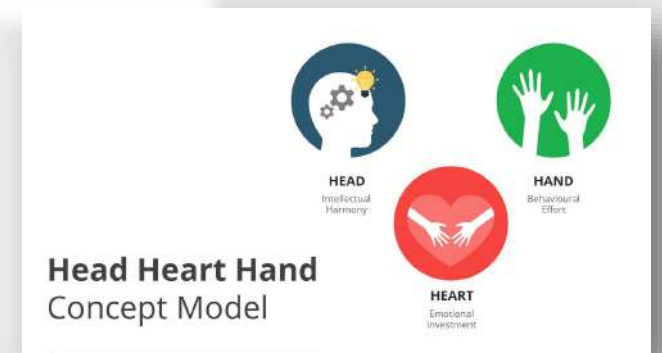 HEAD
Intellectual
Harmony
HAND
Behavioural
Effort
HEART
Emotional
Investment
Head Heart Hand
Concept Model